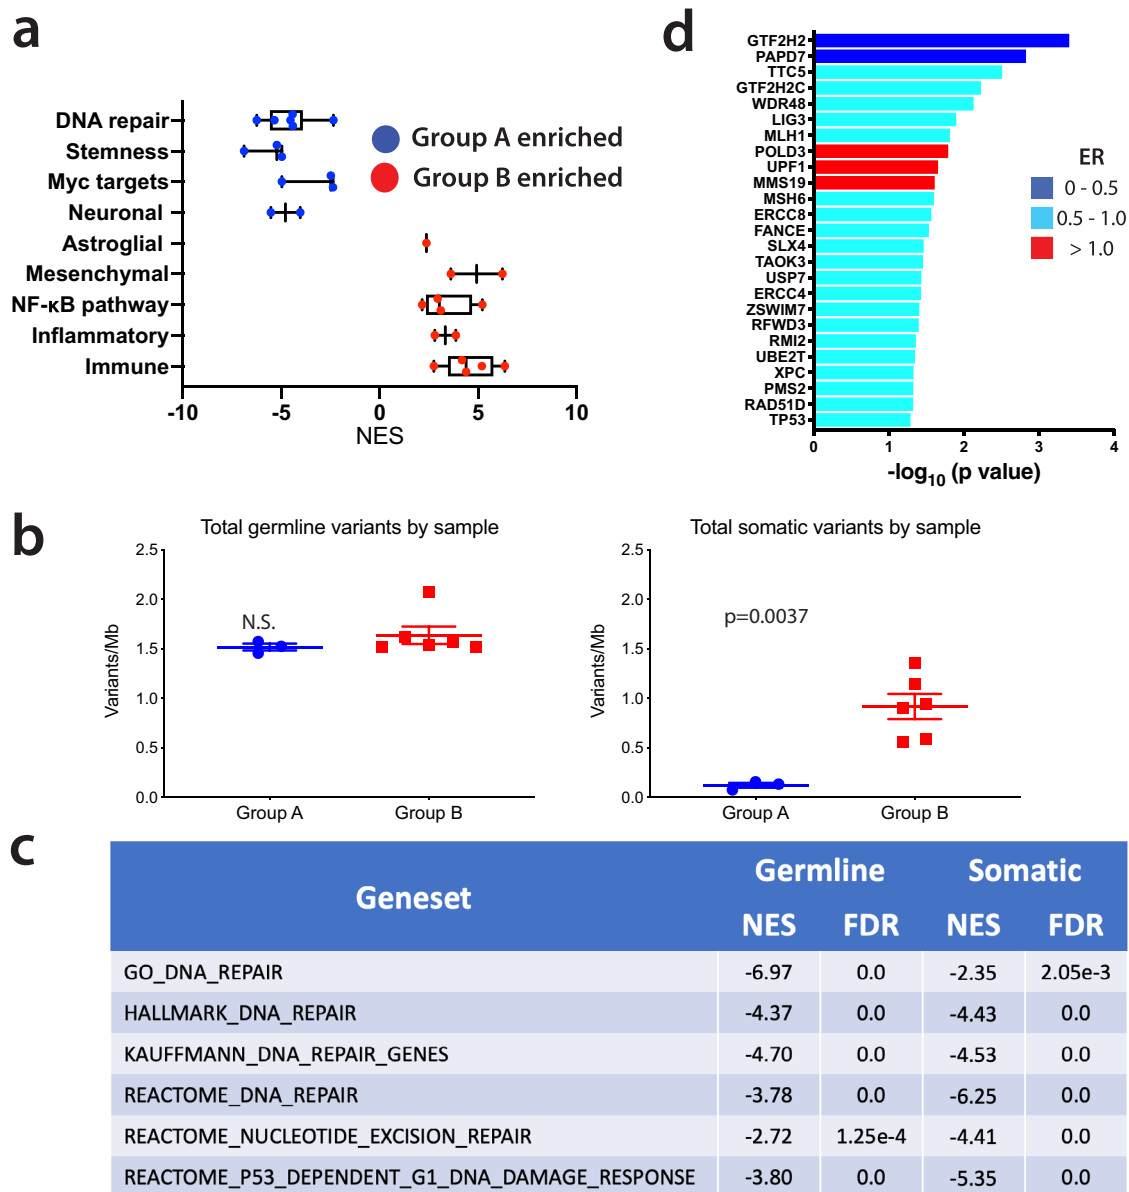 a
DNA repair
Stemness
Myc targets
Neuronal
Astroglial
Mesenchymal
NF-κB pathway
Inflammatory
Immune
Group A enriched
Group B enriched
-10 -5 0 5 10
NES
d
GTF2H2
PAPD7
TTC5
GTF2H2C
WDR48
LIG3
MLH1
POLD3
UPF1
MMS19
MSH6
ERCC8
FANCE
SLX4
TAOK3
USP7
ERCC4
ZSWIM7
RFWD3
RMI2
UBE2T
XPC
PMS2
RAD51D
TP53
ER
0 - 0.5
0.5 - 1.0
> 1.0
0 1 2 3 4
-log10 (p value)
b
Total germline variants by sample
2.5
2.0
1.5
1.0
0.5
0.0
Variants/Mb
N.S.
Group A Group B
Total somatic variants by sample
2.5
2.0
1.5
1.0
0.5
0.0
Variants/Mb
p=0.0037
Group A Group B
c
Geneset Germline Somatic
NES FDR NES FDR
GO_DNA_REPAIR -6.97 0.0 -2.35 2.05e-3
HALLMARK_DNA_REPAIR -4.37 0.0 -4.43 0.0
KAUFFMANN_DNA_REPAIR_GENES -4.70 0.0 -4.53 0.0
REACTOME_DNA_REPAIR -3.78 0.0 -6.25 0.0
REACTOME_NUCLEOTIDE_EXCISION_REPAIR -2.72 1.25e-4 -4.41 0.0
REACTOME_P53_DEPENDENT_G1_DNA_DAMAGE_RESPONSE -3.80 0.0 -5.35 0.0